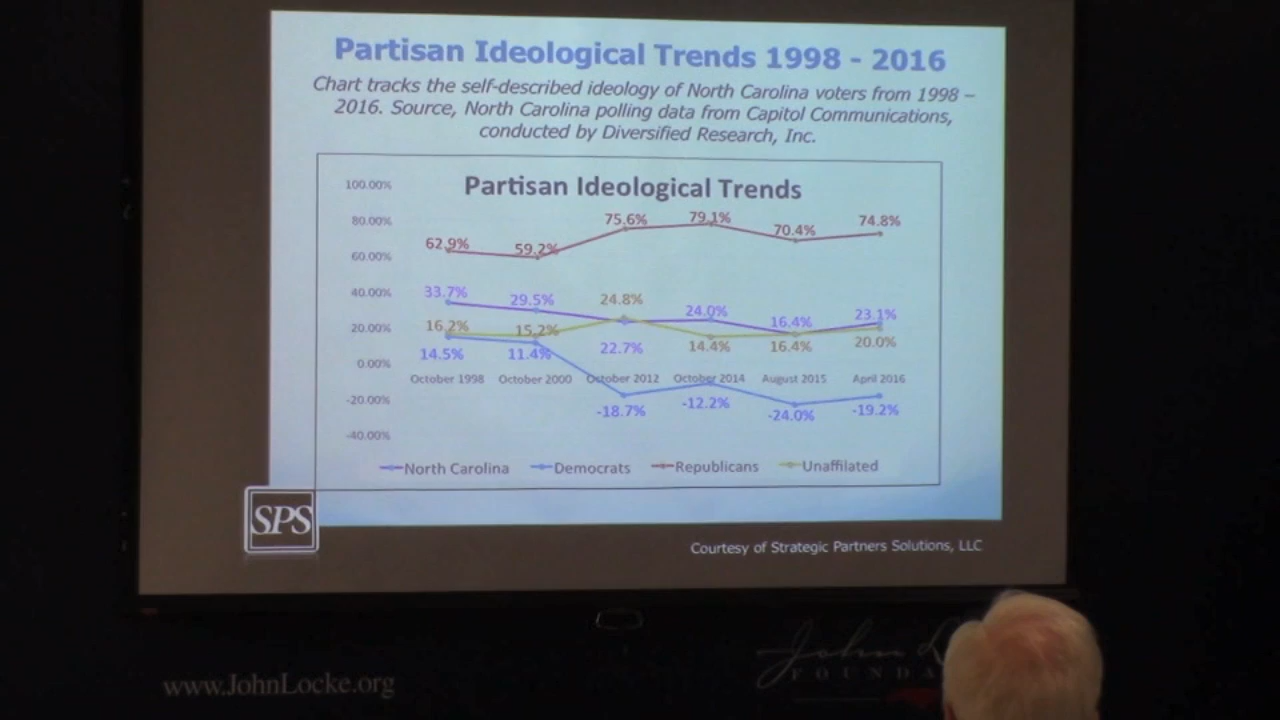 Partisan Ideological Trends 1998 - 2016
Chart tracks the self-described ideology of North Carolina voters from 1998 –
2016. Source, North Carolina polling data from Capitol Communications,
conducted by Diversified Research, Inc.
Partisan Ideological Trends
100.00%
80.00%
60.00%
40.00%
20.00%
0.00%
-20.00%
-40.00%
62.9% 59.2% 75.6% 79.1% 70.4% 74.8%
33.7% 29.5% 24.8% 24.0% 16.4% 23.1%
16.2% 15.2% 22.7% 14.4% 16.4% 20.0%
14.5% 11.4% -18.7% -12.2% -24.0% -19.2%
October 1998 October 2000 October 2012 October 2014 August 2015 April 2016
North Carolina Democrats Republicans Unaffilated
SPS
Courtesy of Strategic Partners Solutions, LLC
www.JohnLocke.org
John